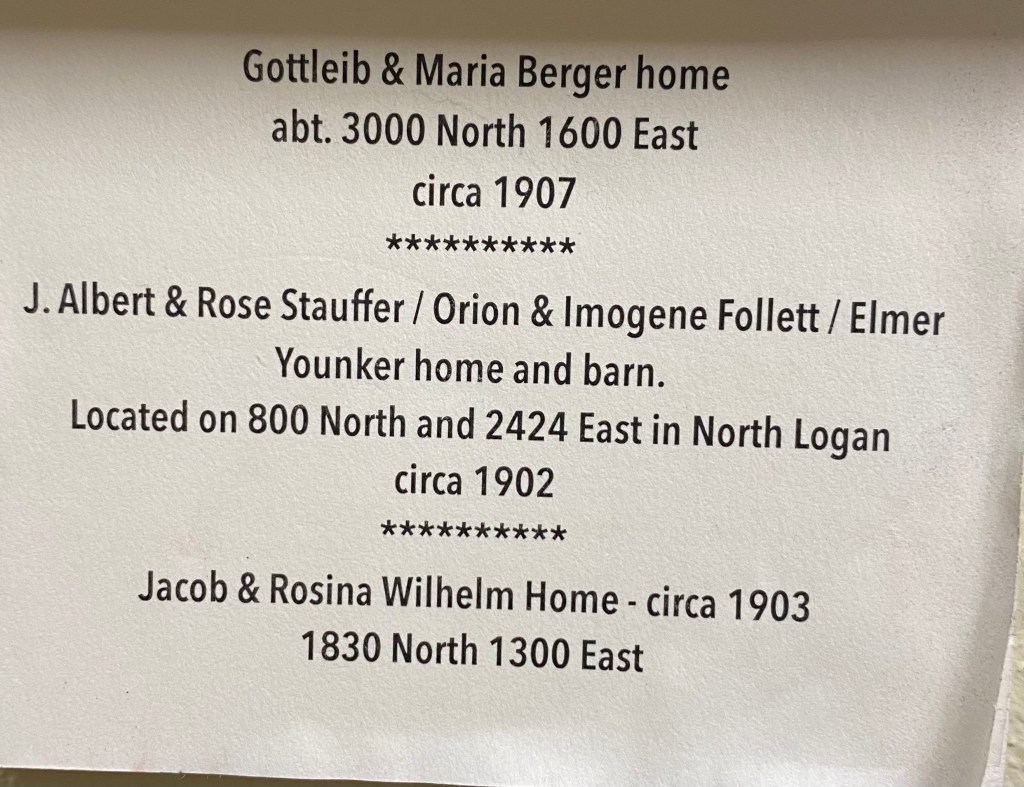 Gottleib & Maria Berger home
abt. 3000 North 1600 East
circa 1907
**********
J. Albert & Rose Stauffer / Orion & Imogene Follett / Elmer
Younker home and barn.
Located on 800 North and 2424 East in North Logan
circa 1902
**********
Jacob & Rosina Wilhelm Home - circa 1903
1830 North 1300 East